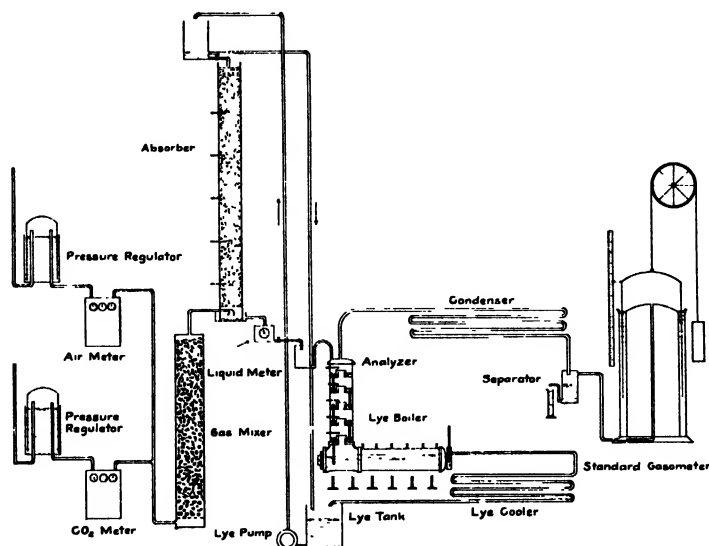 Absorber
Pressure Regulator
Air Meter
Pressure
Regulator
CO₂ Meter
Liquid Meter
Gas Mixer
Lye Pump
Condenser
Analyzer
Separator
Lye Boiler
Lye Tank
Lye Cooler
Standard Gasometer